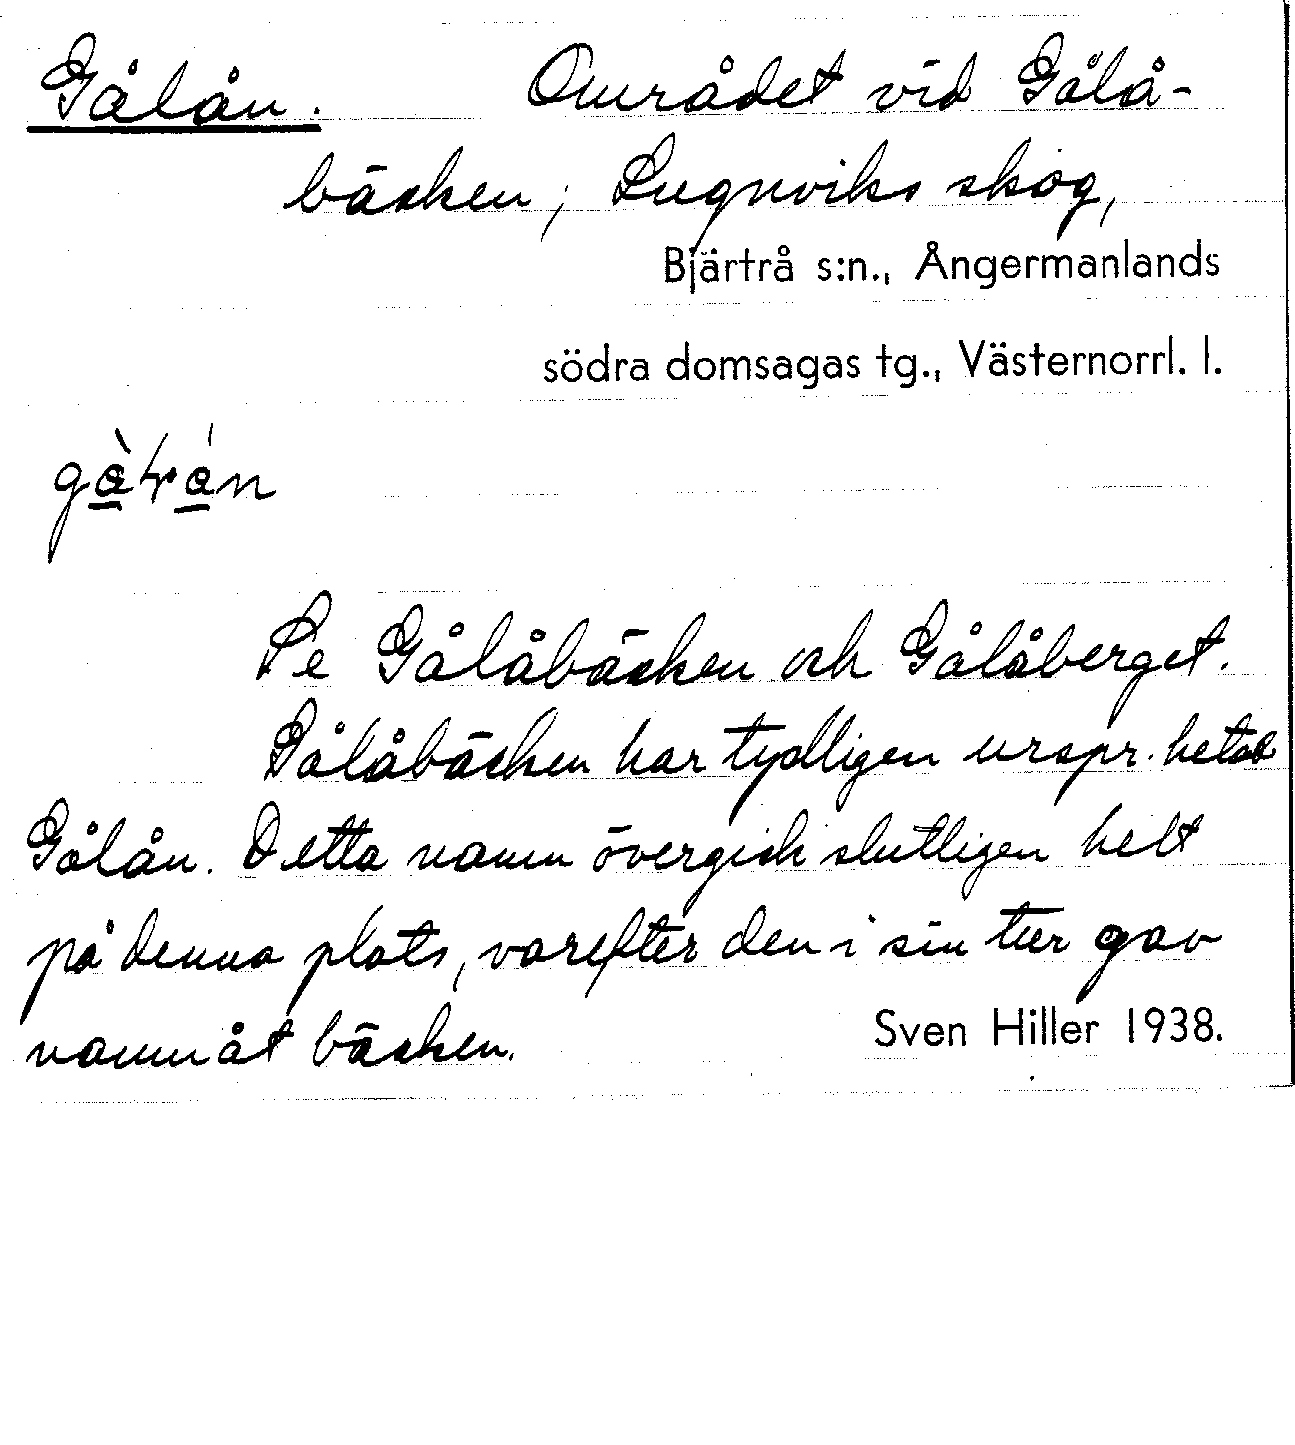 Gålån. Området vid Gålå-
bäcken; Lugnviks skog,
Bjärtrå s:n., Ångermanlands
södra domsagas tg., Västernorrl. l.
Se Gålåbäcken och Gålåberget.
Gålåbäcken har tydligen urspr. hetat
Gålån. Detta namn övergick slutligen helt
på denna plats, varefter den i sin tur gav
namn åt bäcken.
Sven Hiller 1938.